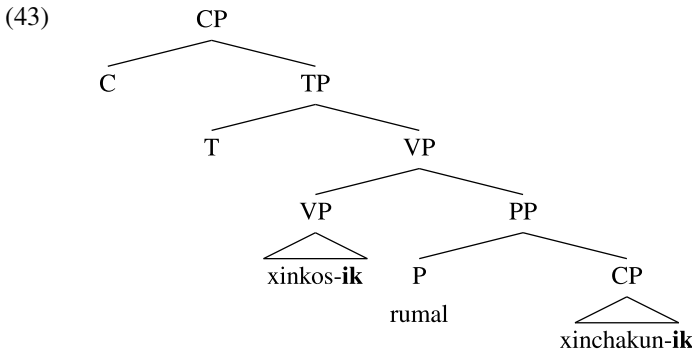 (43) CP
C TP
T VP
VP PP
xinkos-ik P CP
rumal
xinchakun-ik